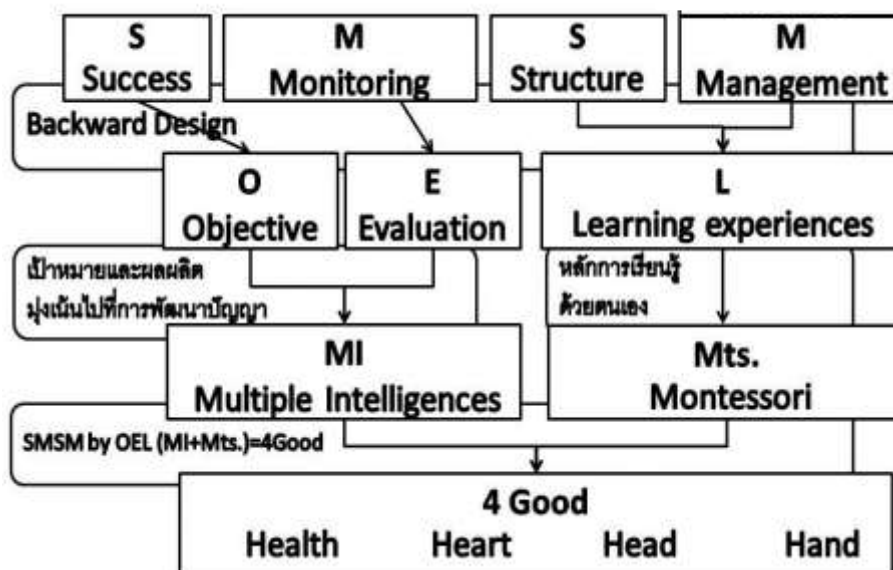 S M S M
Success Monitoring Structure Management
Backward Design
O E L
Objective Evaluation Learning experiences
เป้าหมายและผลผลิต
มุ่งเน้นไปที่การพัฒนาปัญญา
หลักการเรียนรู้
ด้วยตนเอง
MI Mts.
Multiple Intelligences Montessori
SMSM by OEL (MI+Mts.)=4Good
4 Good
Health Heart Head Hand